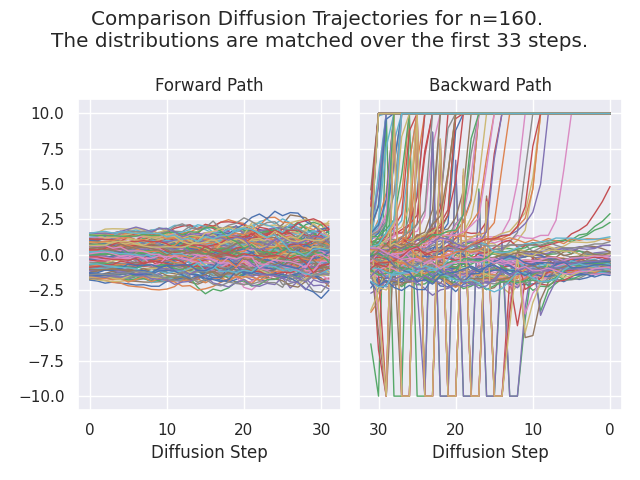 Comparison Diffusion Trajectories for n=160.
The distributions are matched over the first 33 steps.
Forward Path
Backward Path
10.0
7.5
5.0
2.5
0.0
−2.5
−5.0
−7.5
−10.0
0 10 20 30
30 20 10 0
Diffusion Step
Diffusion Step